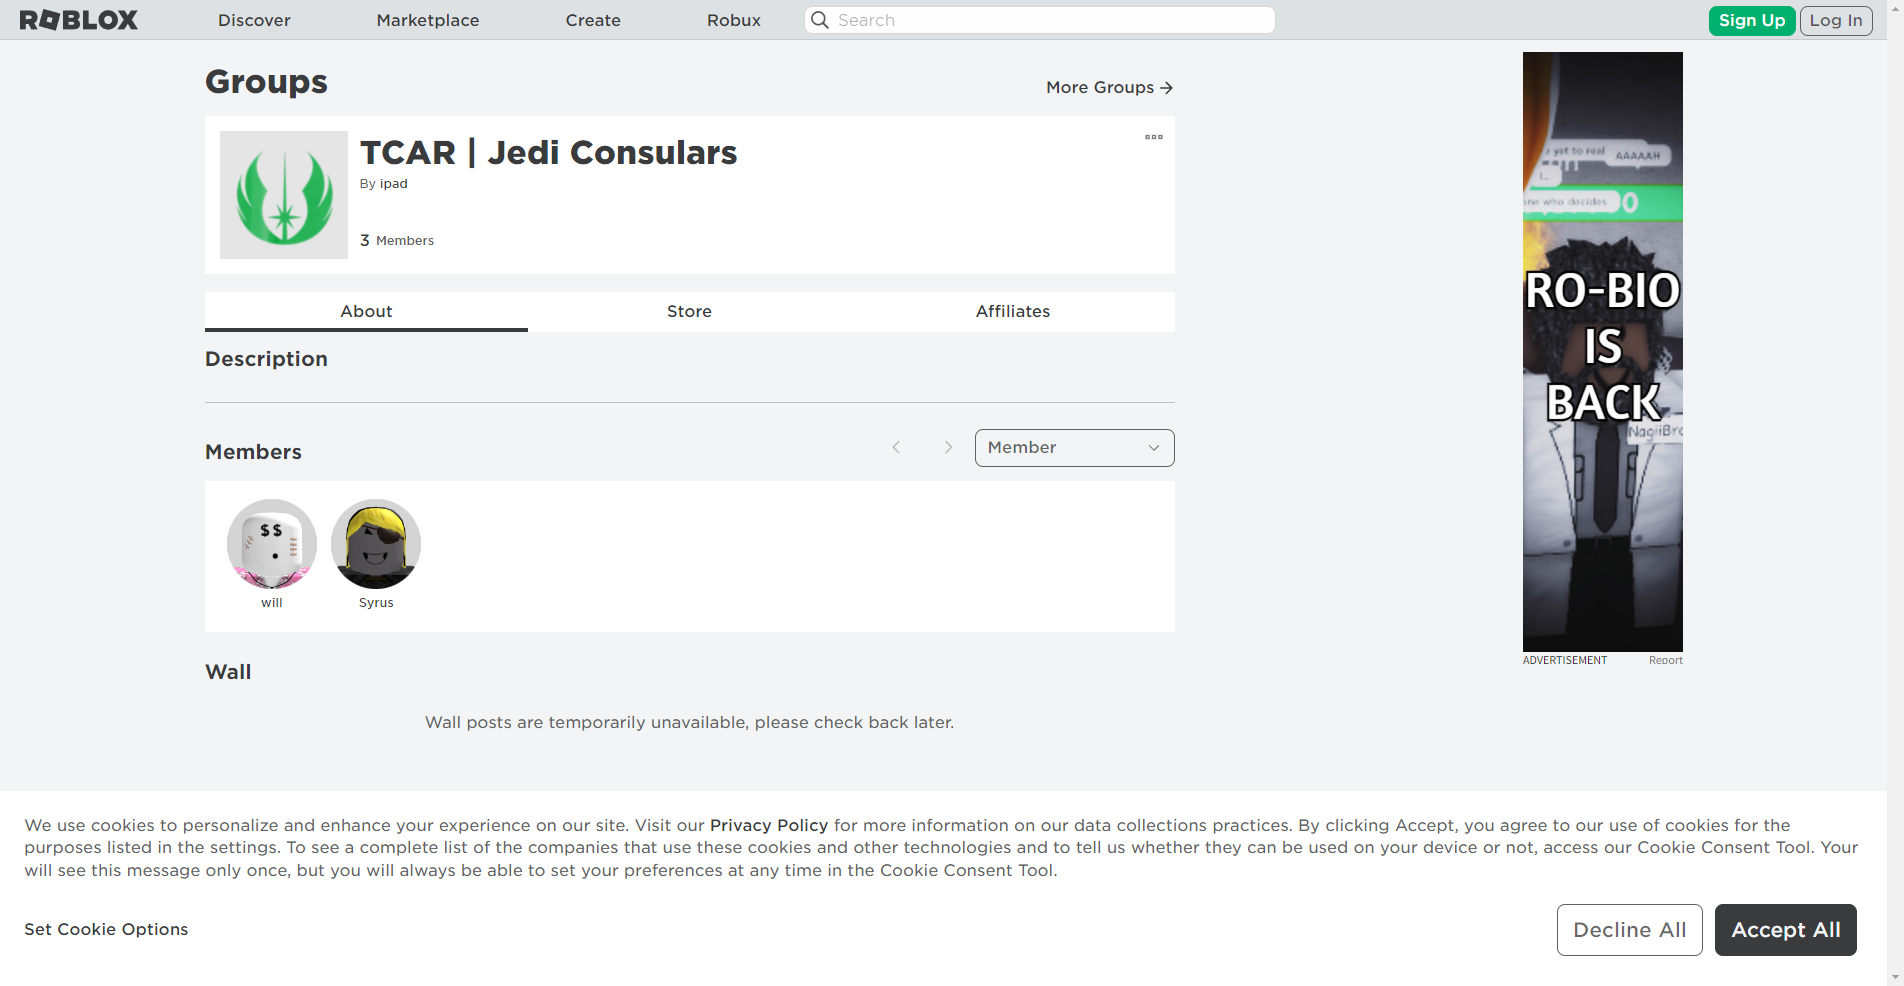 ROBLOX
Discover
Marketplace
Create
Robux
Search
Sign Up
Log In
Groups
More Groups
TCAR | Jedi Consulars
By ipad
3 Members
About
Store
Affiliates
Description
Members
Member
$$
will
Syrus
Wall
Wall posts are temporarily unavailable, please check back later.
yet to real
AAAAAH
one who decides.
RO-BIO
IS
BACK
ADVERTISEMENT
Report
We use cookies to personalize and enhance your experience on our site. Visit our Privacy Policy for more information on our data collections practices. By clicking Accept, you agree to our use of cookies for the
purposes listed in the settings. To see a complete list of the companies that use these cookies and other technologies and to tell us whether they can be used on your device or not, access our Cookie Consent Tool. Your
will see this message only once, but you will always be able to set your preferences at any time in the Cookie Consent Tool.
Set Cookie Options
Decline All
Accept All